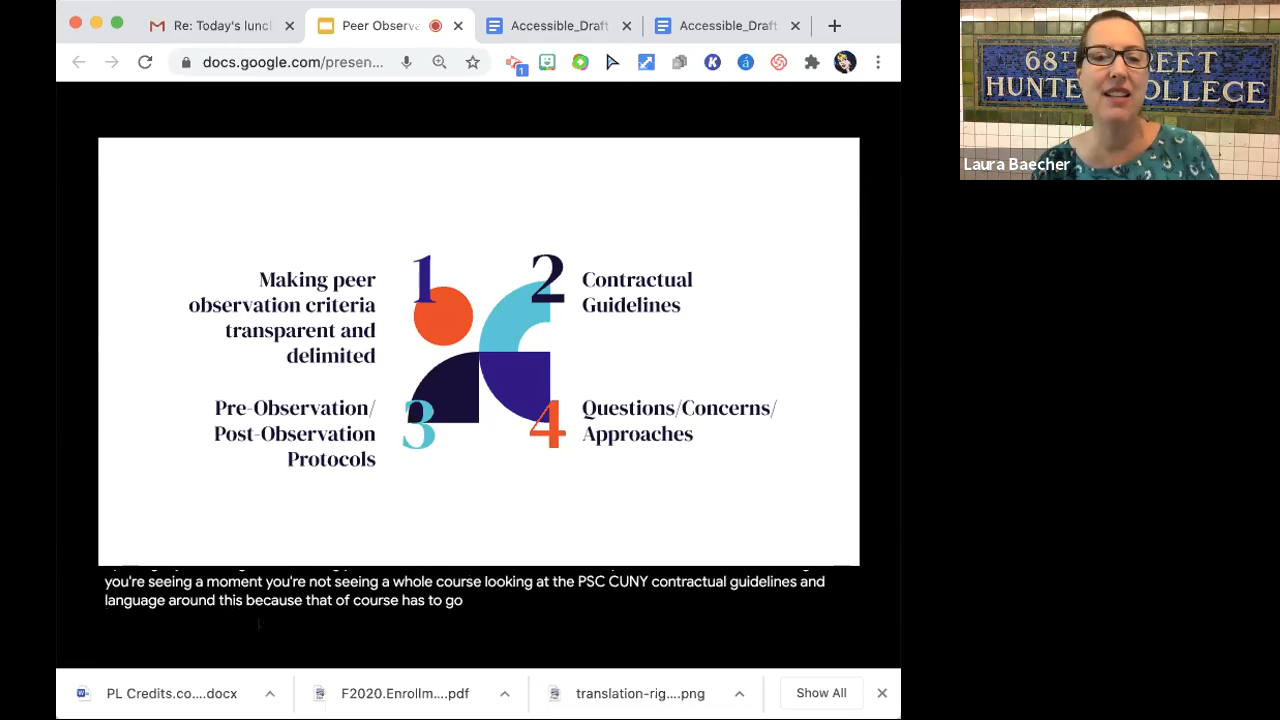 Re: Today's lunch
Peer Observa
Accessible_Draft
Accessible_Draft
docs.google.com/presen...
1
68TH STREET
HUNTER COLLEGE
Laura Baecher
1
Making peer
observation criteria
transparent and
delimited
2
Contractual
Guidelines
3
Pre-Observation/
Post-Observation
Protocols
4
Questions/Concerns/
Approaches
you're seeing a moment you're not seeing a whole course looking at the PSC CUNY contractual guidelines and
language around this because that of course has to go
PL Credits.co....docx
F2020.Enrollm....pdf
translation-rig....png
Show All